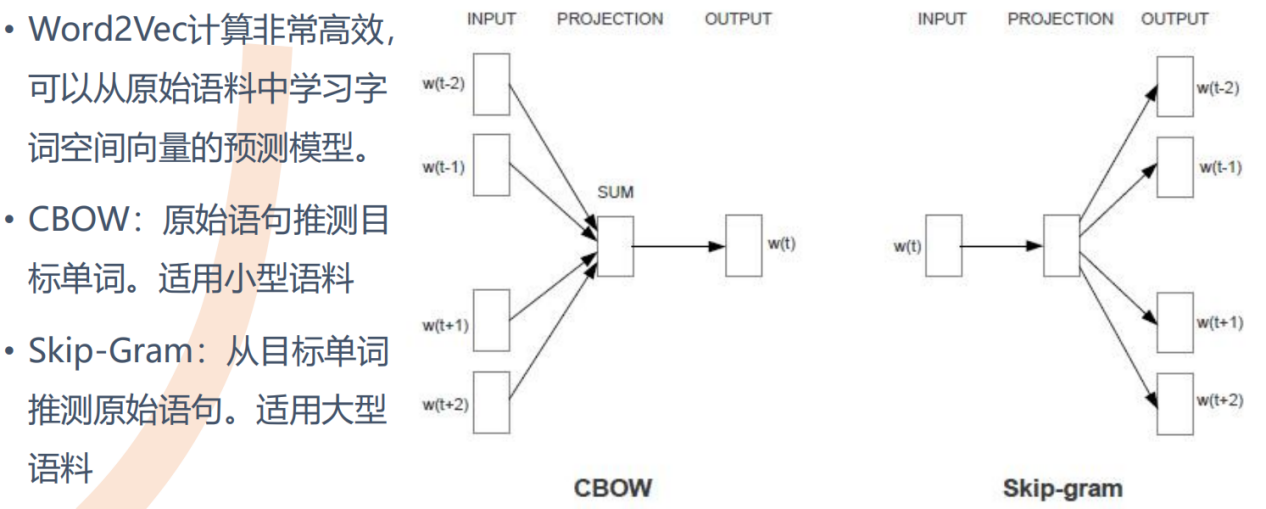 • Word2Vec计算非常高效,
可以从原始语料中学习字
词空间向量的预测模型。
• CBOW：原始语句推测目
标单词。适用小型语料
• Skip-Gram：从目标单词
推测原始语句。适用大型
语料
INPUT PROJECTION OUTPUT
w(t-2)
w(t-1)
SUM
w(t)
w(t+1)
w(t+2)
CBOW
INPUT PROJECTION OUTPUT
w(t-2)
w(t-1)
w(t)
w(t+1)
w(t+2)
Skip-gram